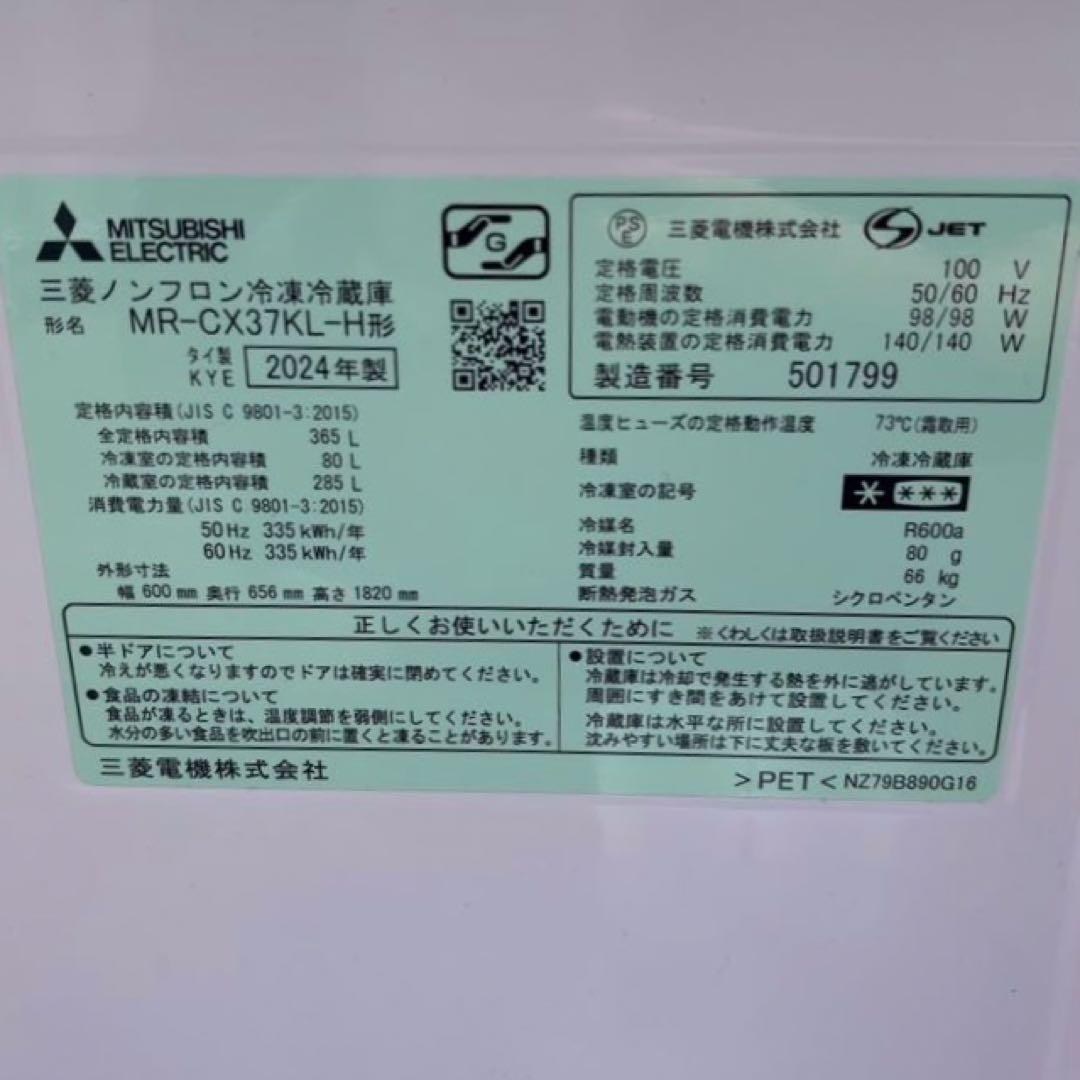 MITSUBISHI
ELECTRIC
三菱ノンフロン冷凍冷蔵庫
形名 MR-CX37KL-H形
タイ製
KYE 2024年製
定格内容積(JIS C 9801-3:2015)
全定格内容積 365 L
冷凍室の定格内容積 80 L
冷蔵室の定格内容積 285 L
消費電力量(JIS C 9801-3:2015)
50Hz 335kWh/年
60Hz 335kWh/年
外形寸法
幅 600 mm 奥行 656 mm 高さ 1820 mm
G
PSE 三菱電機株式会社 JET
定格電圧 100 V
定格周波数 50/60 Hz
電動機の定格消費電力 98/98 W
電熱装置の定格消費電力 140/140 W
製造番号 501799
温度ヒューズの定格動作温度 73℃(霜取用)
種類 冷凍冷蔵庫
冷凍室の記号 * ***
冷媒名 R600a
冷媒封入量 80 g
質量 66 kg
断熱発泡ガス シクロペンタン
正しくお使いいただくために ※くわしくは取扱説明書をご覧ください
●半ドアについて
冷えが悪くなりますのでドアは確実に閉めてください。
●食品の凍結について
食品が凍るときは、温度調節を弱側にしてください。
水分の多い食品を吹出口の前に置くと凍ることがあります。
●設置について
冷蔵庫は冷却で発生する熱を外に逃がしています。
周囲にすき間をあけて設置してください。
冷蔵庫は水平な所に設置してください。
沈みやすい場所は下に丈夫な板を敷いてください。
三菱電機株式会社
>PET< NZ79B890G16